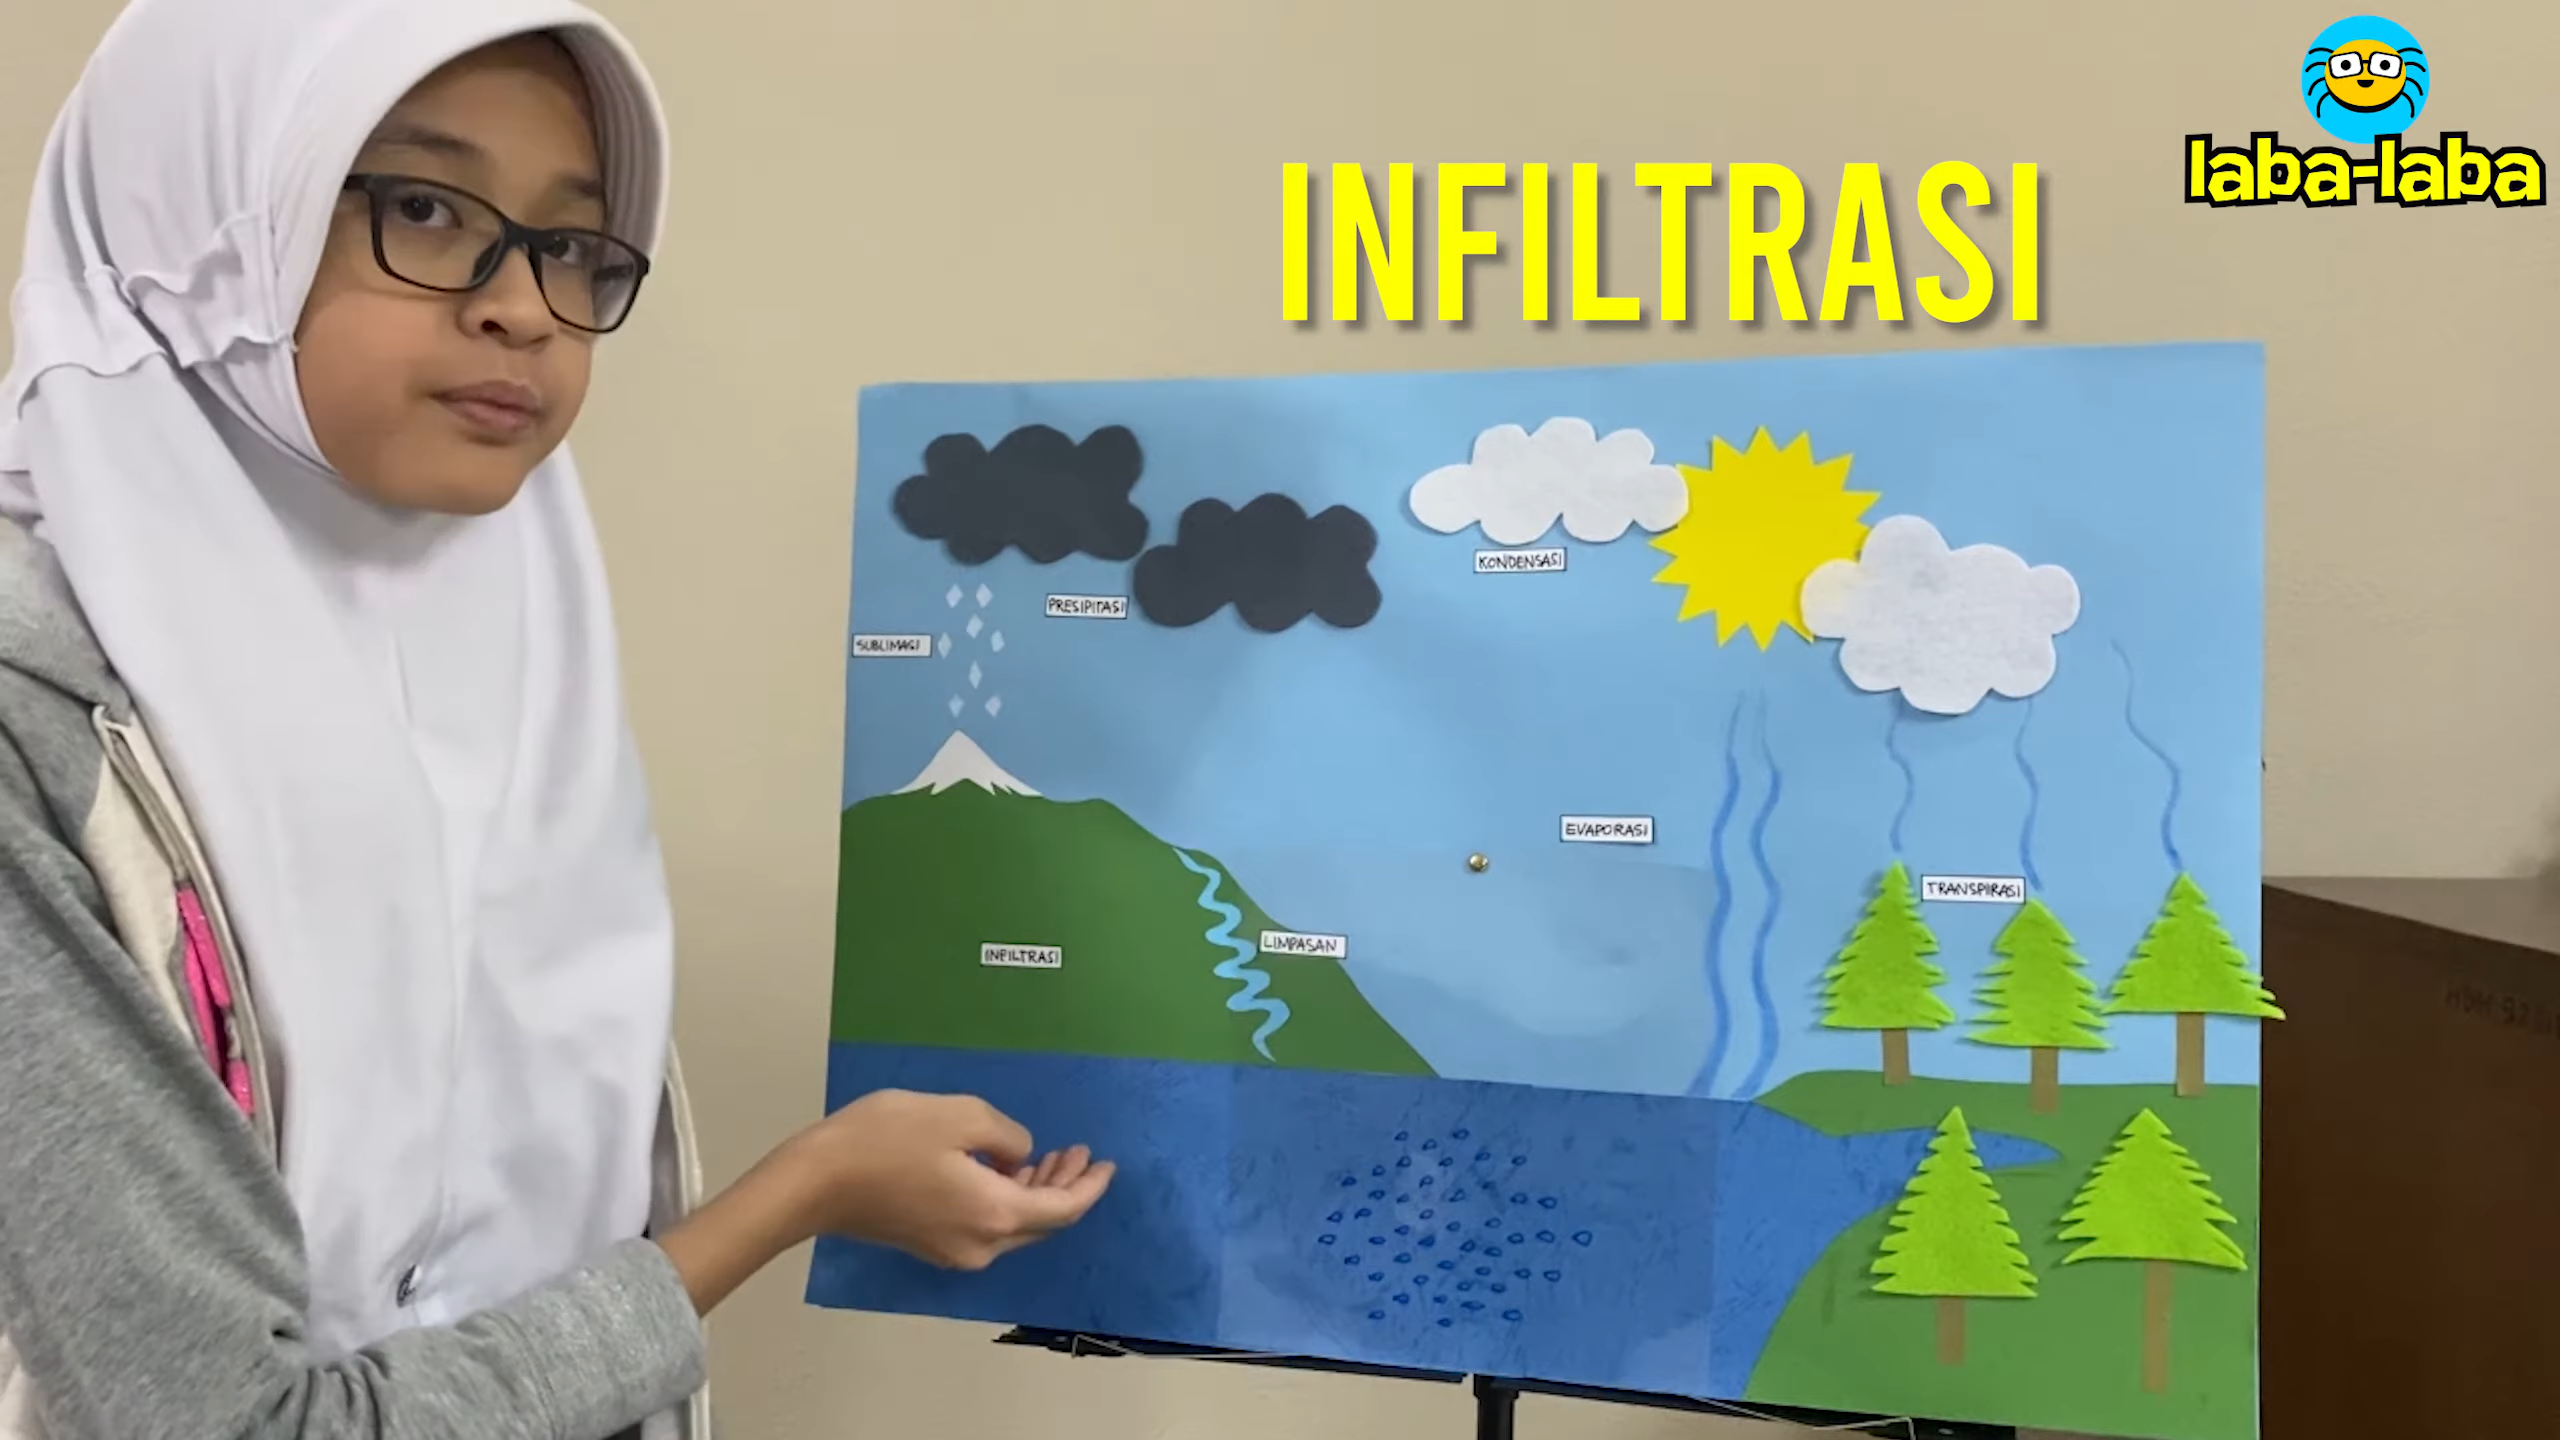 laba-laba
INFILTRASI
KONDENSASI
PRESIPITASI
SUBLIMASI
EVAPORASI
TRANSPIRASI
LIMPASAN
INFILTRASI